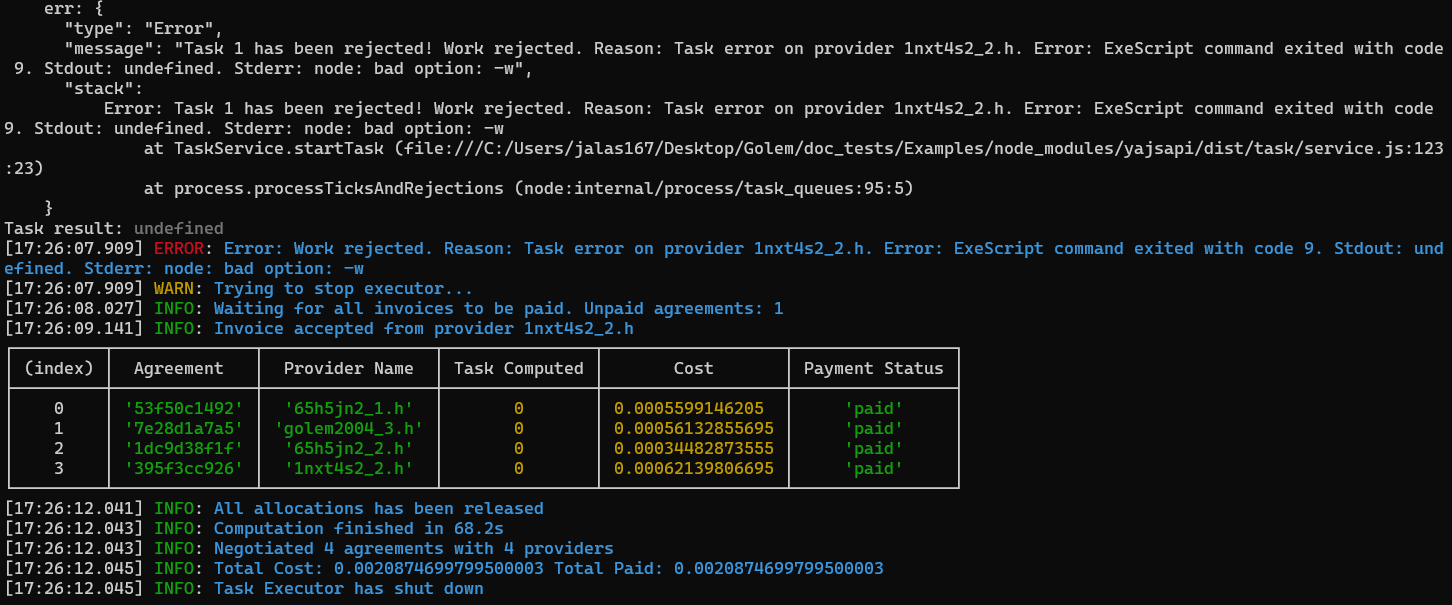 err: {
"type": "Error",
"message": "Task 1 has been rejected! Work rejected. Reason: Task error on provider 1nxt4s2_2.h. Error: ExeScript command exited with code
9. Stdout: undefined. Stderr: node: bad option: -w",
"stack":
Error: Task 1 has been rejected! Work rejected. Reason: Task error on provider 1nxt4s2_2.h. Error: ExeScript command exited with code
9. Stdout: undefined. Stderr: node: bad option: -w
at TaskService.startTask (file:///C:/Users/jalas167/Desktop/Golem/doc_tests/Examples/node_modules/yajsapi/dist/task/service.js:123
:23)
at process.processTicksAndRejections (node:internal/process/task_queues:95:5)
}
Task result: undefined
[17:26:07.909] ERROR: Error: Work rejected. Reason: Task error on provider 1nxt4s2_2.h. Error: ExeScript command exited with code 9. Stdout: und
efined. Stderr: node: bad option: -w
[17:26:07.909] WARN: Trying to stop executor...
[17:26:08.027] INFO: Waiting for all invoices to be paid. Unpaid agreements: 1
[17:26:09.141] INFO: Invoice accepted from provider 1nxt4s2_2.h
(index) Agreement Provider Name Task Computed Cost Payment Status
0 '53f50c1492' '65h5jn2_1.h' 0 0.0005599146205 'paid'
1 '7e28d1a7a5' 'golem2004_3.h' 0 0.00056132855695 'paid'
2 '1dc9d38f1f' '65h5jn2_2.h' 0 0.00034482873555 'paid'
3 '395f3cc926' '1nxt4s2_2.h' 0 0.00062139806695 'paid'
[17:26:12.041] INFO: All allocations has been released
[17:26:12.043] INFO: Computation finished in 68.2s
[17:26:12.043] INFO: Negotiated 4 agreements with 4 providers
[17:26:12.045] INFO: Total Cost: 0.0020874699799500003 Total Paid: 0.0020874699799500003
[17:26:12.045] INFO: Task Executor has shut down